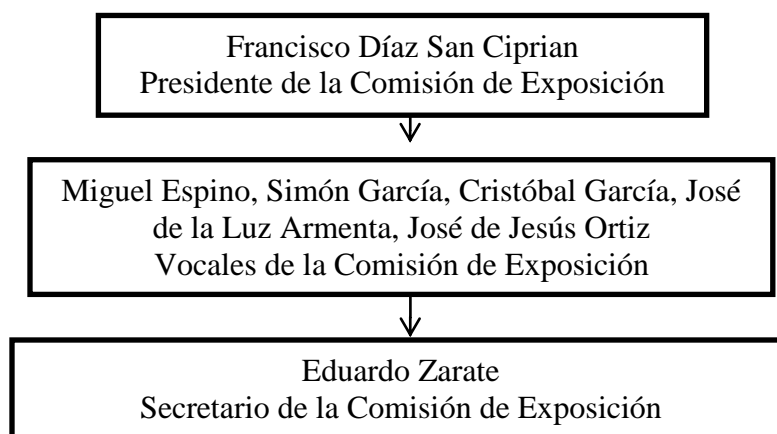 Francisco Díaz San Ciprian
Presidente de la Comisión de Exposición
Miguel Espino, Simón García, Cristóbal García, José
de la Luz Armenta, José de Jesús Ortiz
Vocales de la Comisión de Exposición
Eduardo Zarate
Secretario de la Comisión de Exposición